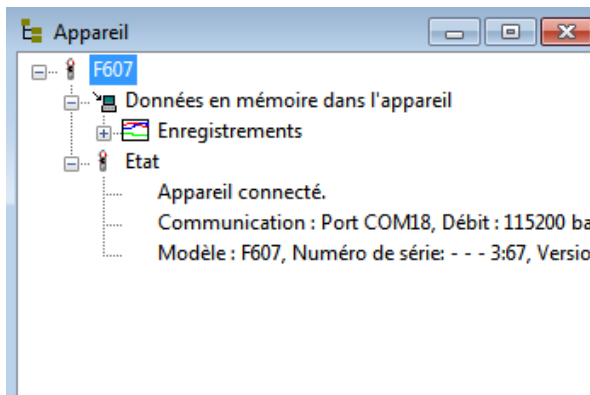 Appareil
F607
Données en mémoire dans l'appareil
Enregistrements
Etat
Appareil connecté.
Communication : Port COM18, Débit : 115200 ba
Modèle : F607, Numéro de série: - - - 3:67, Versio